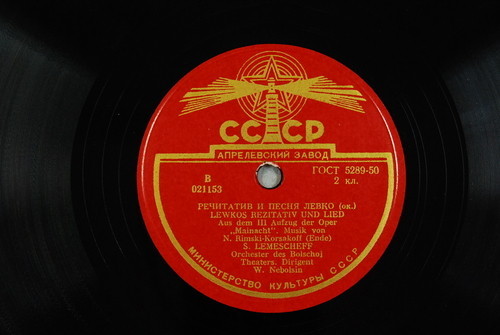 СССР
АПРЕЛЕВСКИЙ ЗАВОД
В
021153
ГОСТ 5289-50
2 кл.
РЕЧИТАТИВ И ПЕСНЯ ЛЕВКО (ок.)
LEWKOS REZITATIV UND LIED
Aus dem III Aufzug der Oper
„Mainacht“. Musik von
N. Rimski-Korsakoff (Ende)
S. LEMESCHEFF
Orchester des Bolschoj
Theaters. Dirigent
W. Nebolsin
МИНИСТЕРСТВО КУЛЬТУРЫ СССР